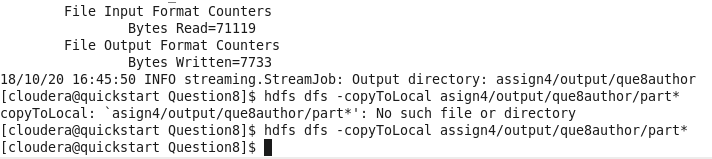 File Input Format Counters
Bytes Read=71119
File Output Format Counters
Bytes Written=7733
18/10/20 16:45:50 INFO streaming.StreamJob: Output directory: assign4/output/que8author
[cloudera@quickstart Question8]$ hdfs dfs -copyToLocal asign4/output/que8author/part*
copyToLocal: `asign4/output/que8author/part*': No such file or directory
[cloudera@quickstart Question8]$ hdfs dfs -copyToLocal assign4/output/que8author/part*
[cloudera@quickstart Question8]$